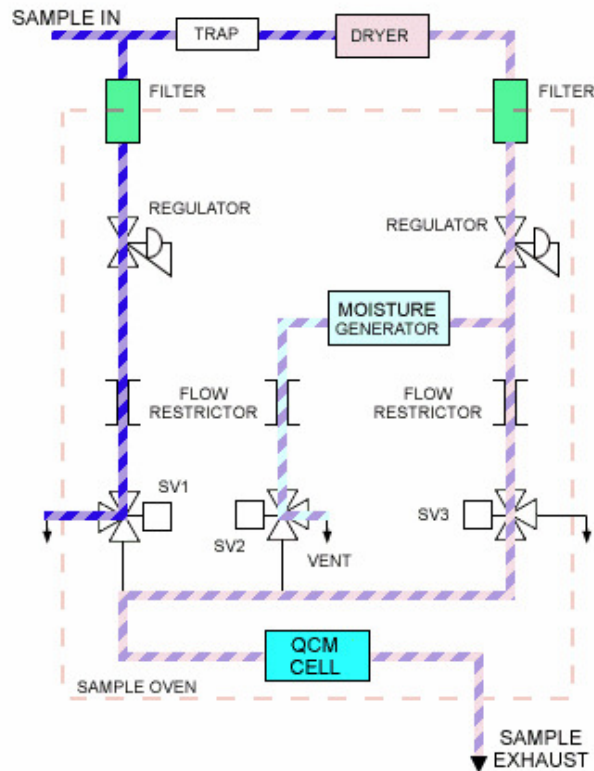 SAMPLE IN
TRAP
DRYER
FILTER
FILTER
REGULATOR
REGULATOR
MOISTURE
GENERATOR
FLOW
RESTRICTOR
FLOW
RESTRICTOR
SV1
SV2
SV3
VENT
QCM
CELL
SAMPLE OVEN
SAMPLE
EXHAUST